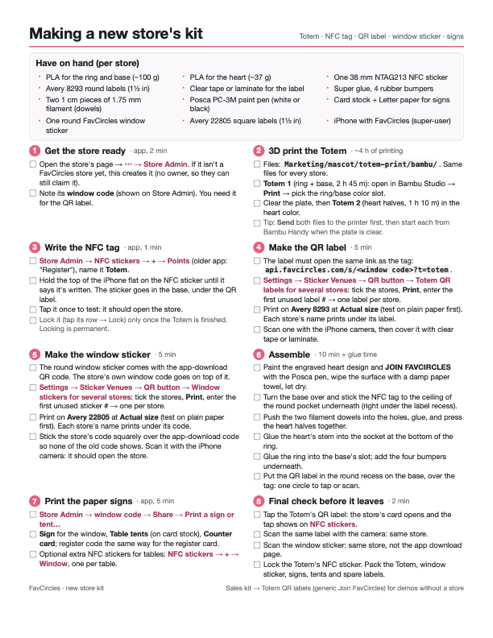 Making a new store's kit
Totem · NFC tag · QR label · window sticker · signs
Have on hand (per store)
• PLA for the ring and base (~100 g)
• PLA for the heart (~37 g)
• One 38 mm NTAG213 NFC sticker
• Avery 8293 round labels (1½ in)
• Clear tape or laminate for the label
• Super glue, 4 rubber bumpers
• Two 1 cm pieces of 1.75 mm
filament (dowels)
• Posca PC-3M paint pen (white or
black)
• Card stock + Letter paper for signs
• One round FavCircles window
sticker
• Avery 22805 square labels (1½ in)
• iPhone with FavCircles (super-user)
1 Get the store ready · app, 2 min
☐ Open the store's page → ··· → Store Admin. If it isn't a
FavCircles store yet, this creates it (no owner, so they can
still claim it).
☐ Note its window code (shown on Store Admin). You need it
for the QR label.
2 3D print the Totem · ~4 h of printing
☐ Files: Marketing/mascot/totem-print/bambu/ . Same
files for every store.
☐ Totem 1 (ring + base, 2 h 45 m): open in Bambu Studio →
Print → pick the ring/base color slot.
☐ Clear the plate, then Totem 2 (heart halves, 1 h 10 m) in the
heart color.
☐ Tip: Send both files to the printer first, then start each from
Bambu Handy when the plate is clear.
3 Write the NFC tag · app, 1 min
☐ Store Admin → NFC stickers → + → Points (older app:
"Register"), name it Totem.
☐ Hold the top of the iPhone flat on the NFC sticker until it
says it's written. The sticker goes in the base, under the QR
label.
☐ Tap it once to test: it should open the store.
☐ Lock it (tap its row → Lock) only once the Totem is finished.
Locking is permanent.
4 Make the QR label · 5 min
☐ The label must open the same link as the tag:
api.favcircles.com/s/<window code>?t=totem .
☐ Settings → Sticker Venues → QR button → Totem QR
labels for several stores: tick the stores, Print, enter the
first unused label # → one label per store.
☐ Print on Avery 8293 at Actual size (test on plain paper first).
Each store's name prints under its label.
☐ Scan one with the iPhone camera, then cover it with clear
tape or laminate.
5 Make the window sticker · 5 min
☐ The round window sticker comes with the app-download
QR code. The store's own window code goes on top of it.
☐ Settings → Sticker Venues → QR button → Window
stickers for several stores: tick the stores, Print, enter the
first unused sticker # → one per store.
☐ Print on Avery 22805 at Actual size (test on plain paper
first). Each store's name prints under its code.
☐ Stick the store's code squarely over the app-download code
so none of the old code shows. Scan it with the iPhone
camera: it should open the store.
6 Assemble · 10 min + glue time
☐ Paint the engraved heart design and JOIN FAVCIRCLES
with the Posca pen, wipe the surface with a damp paper
towel, let dry.
☐ Turn the base over and stick the NFC tag to the ceiling of
the round pocket underneath (right under the label recess).
☐ Push the two filament dowels into the holes, glue, and press
the heart halves together.
☐ Glue the heart's stem into the socket at the bottom of the
ring.
☐ Glue the ring into the base's slot; add the four bumpers
underneath.
☐ Put the QR label in the round recess on the base, over the
tag: one circle to tap or scan.
7 Print the paper signs · app, 5 min
☐ Store Admin → window code → Share → Print a sign or
tent…
☐ Sign for the window, Table tents (on card stock), Counter
card; register code the same way for the register card.
☐ Optional extra NFC stickers for tables: NFC stickers → + →
Window, one per table.
8 Final check before it leaves · 2 min
☐ Tap the Totem's QR label: the store's card opens and the
tap shows on NFC stickers.
☐ Scan the same label with the camera: same store.
☐ Scan the window sticker: same store, not the app download
page.
☐ Lock the Totem's NFC sticker. Pack the Totem, window
sticker, signs, tents and spare labels.
FavCircles · new store kit
Sales kit → Totem QR labels (generic Join FavCircles) for demos without a store